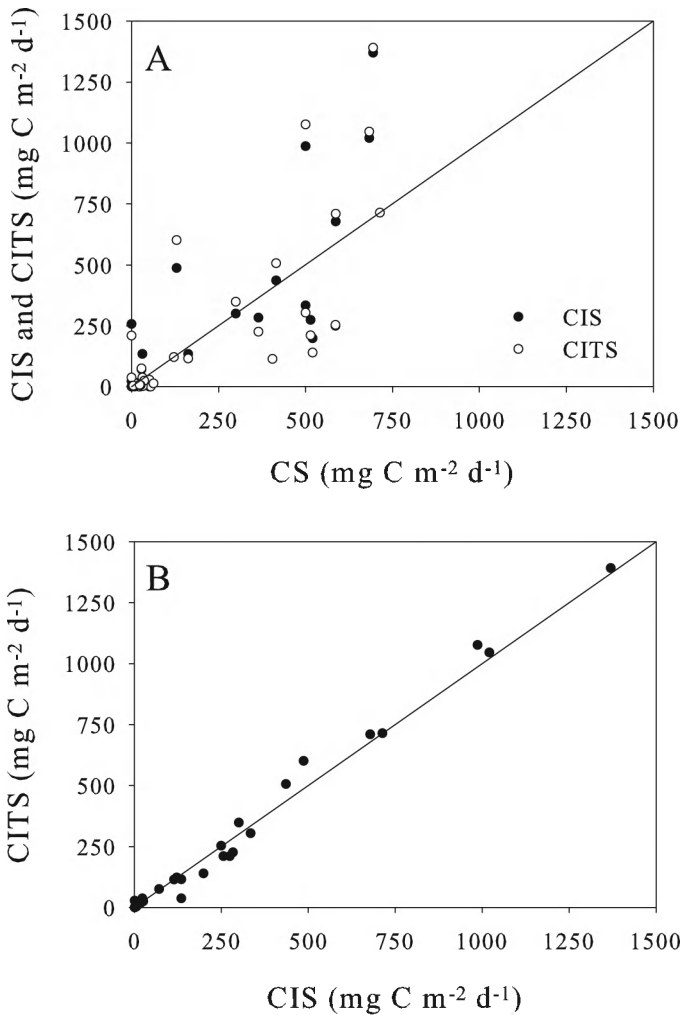 1500
A
1250
1000
750
500
250
0
CIS and CITS (mg C m-2 d-1)
CIS
CITS
0 250 500 750 1000 1250 1500
CS (mg C m-2 d-1)
1500
B
1250
1000
750
500
250
0
CITS (mg C m-2 d-1)
0 250 500 750 1000 1250 1500
CIS (mg C m-2 d-1)